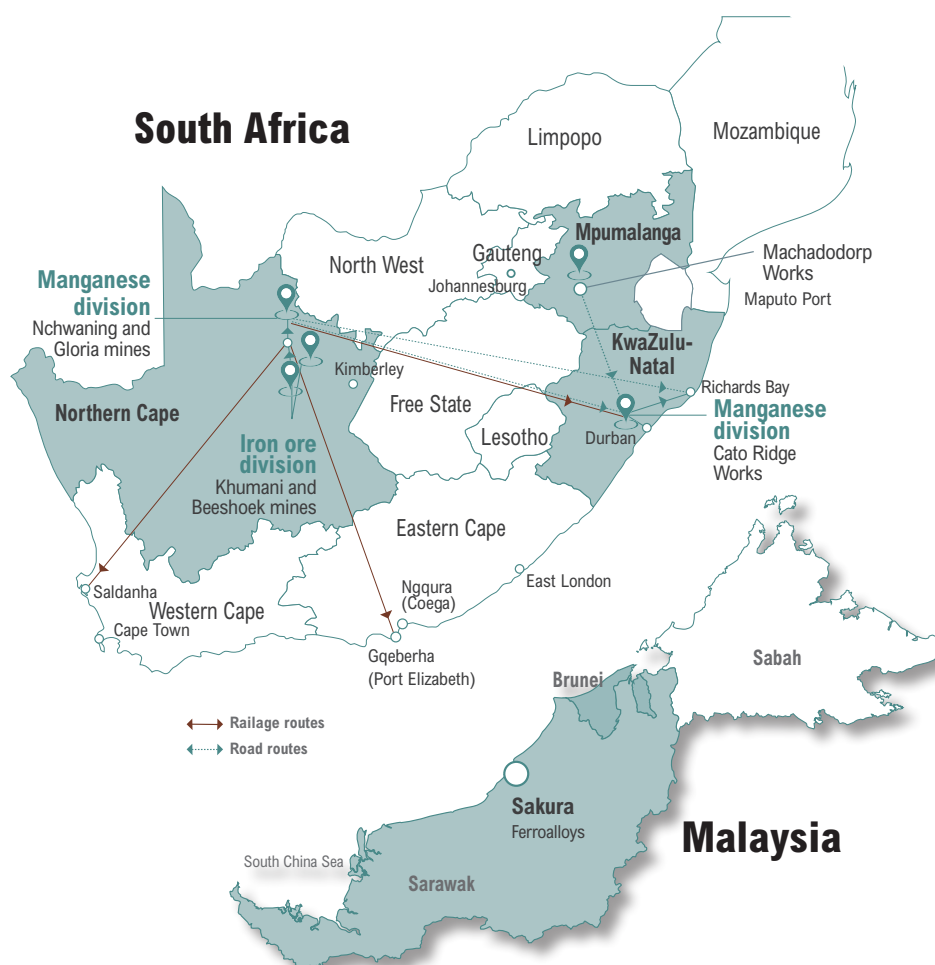 South Africa
Limpopo
Mozambique
Mpumalanga
Gauteng
Johannesburg
North West
Machadodorp
Works
Maputo Port
Manganese
division
Nchwaning and
Gloria mines
KwaZulu-
Natal
Kimberley
Richards Bay
Northern Cape
Free State
Lesotho
Durban
Manganese
division
Cato Ridge
Works
Iron ore
division
Khumani and
Beeshoek mines
Eastern Cape
East London
Ngqura
(Coega)
Saldanha
Western Cape
Cape Town
Gqeberha
(Port Elizabeth)
Sabah
Brunei
Railage routes
Road routes
Sakura
Ferroalloys
Malaysia
South China Sea
Sarawak